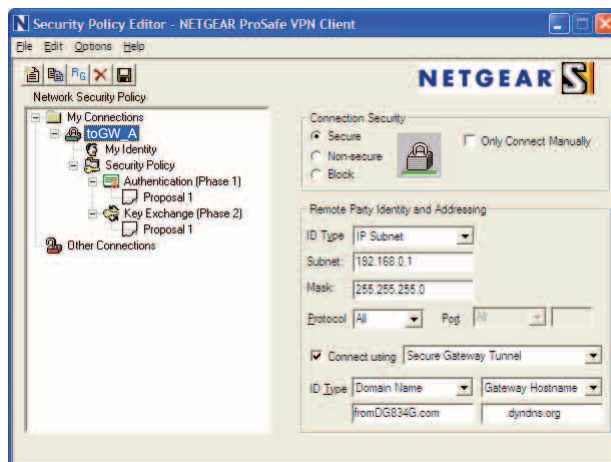 N Security Policy Editor - NETGEAR ProSafe VPN Client
File Edit Options Help
NETGEAR
Network Security Policy
My Connections
toGW_A
My Identity
Security Policy
Authentication (Phase 1)
Proposal 1
Key Exchange (Phase 2)
Proposal 1
Other Connections
Connection Security
Secure
Non-secure
Block
Only Connect Manually
Remote Party Identity and Addressing
ID Type IP Subnet
Subnet: 192.168.0.1
Mask: 255.255.255.0
Protocol All Port All
Connect using Secure Gateway Tunnel
ID Type Domain Name Gateway Hostname
fromDG834G.com .dyndns.org